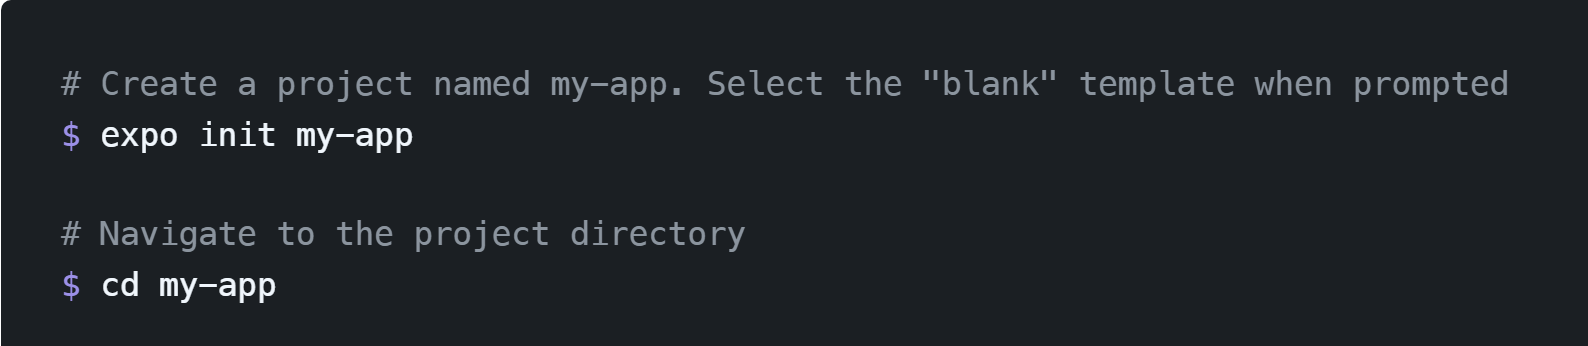 # Create a project named my-app. Select the "blank" template when prompted
$ expo init my-app
# Navigate to the project directory
$ cd my-app